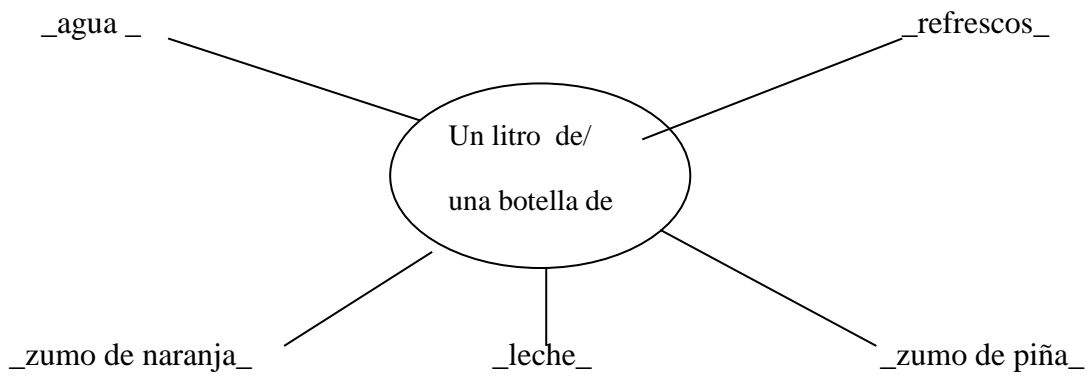 _agua _
_refrescos_
Un litro de/
una botella de
_zumo de naranja_
_leche_
_zumo de piña_